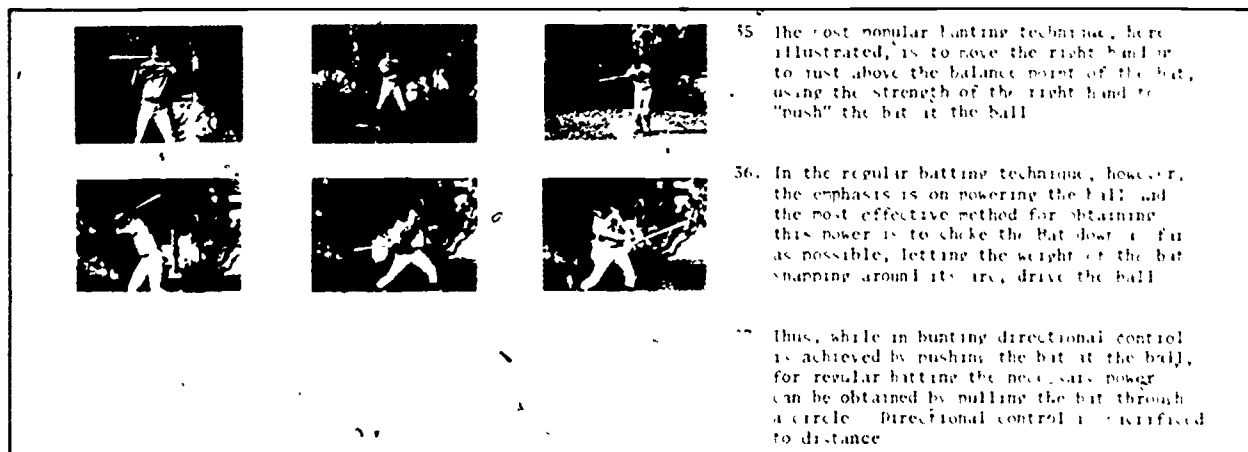 35 The most popular bunting technique, here
illustrated, is to move the right hand up
to just above the balance point of the bat,
using the strength of the right hand to
"push" the bat at the ball
36. In the regular batting technique, however,
the emphasis is on powering the ball and
the most effective method for obtaining
this power is to choke the Bat down as far
as possible, letting the weight of the bat
snapping around its arc, drive the ball
Thus, while in bunting directional control
is achieved by pushing the bat at the ball,
for regular batting the necessary power
can be obtained by pulling the bat through
a circle Directional control is sacrificed
to distance